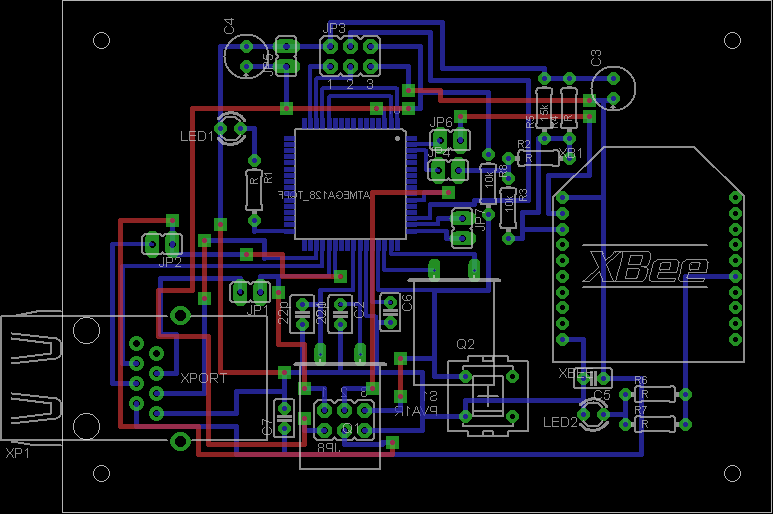 C4
JP3
C3
JP5
1 2 3
LED1
JP6
15k
R5
R4
R
R2
R
XB1
JP4
R1
R
ATMEGA128_TQFP
R8
10k
R3
10k
JP7
JP2
XBee
JP1
22p
22p
C2
C6
Q2
XPORT
XBEE
C5
R6
R
R7
R
LED2
S1
PVA1R
C7
Q1
JP8
XP1